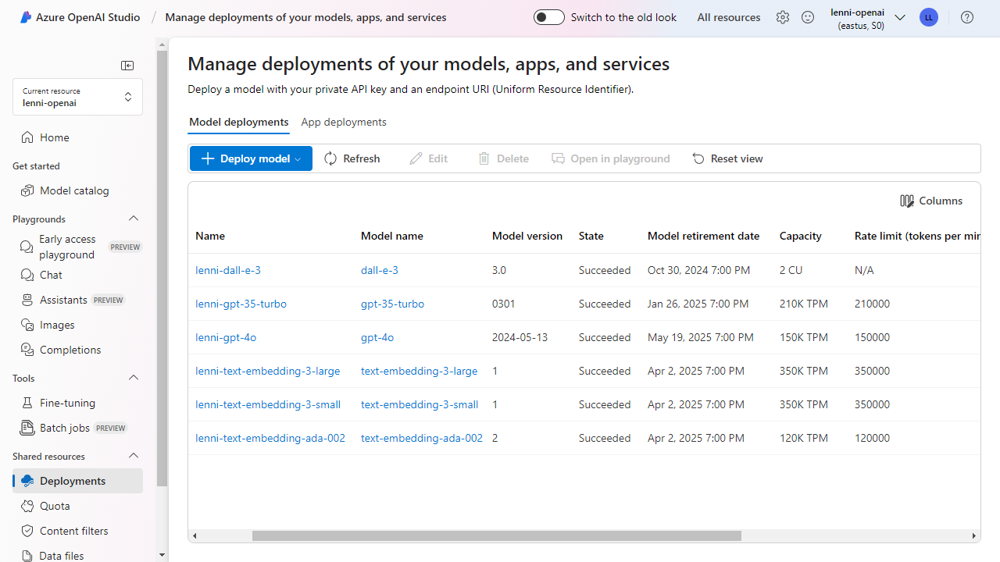 Azure OpenAI Studio / Manage deployments of your models, apps, and services
Switch to the old look
All resources
lenni-openai
(eastus, S0)
LL
Current resource
lenni-openai
Home
Get started
Model catalog
Playgrounds
Early access playground PREVIEW
Chat
Assistants PREVIEW
Images
Completions
Tools
Fine-tuning
Batch jobs PREVIEW
Shared resources
Deployments
Quota
Content filters
Data files
Manage deployments of your models, apps, and services
Deploy a model with your private API key and an endpoint URI (Uniform Resource Identifier).
Model deployments App deployments
Deploy model Refresh Edit Delete Open in playground Reset view
Columns
Name Model name Model version State Model retirement date Capacity Rate limit (tokens per min
lenni-dall-e-3 dall-e-3 3.0 Succeeded Oct 30, 2024 7:00 PM 2 CU N/A
lenni-gpt-35-turbo gpt-35-turbo 0301 Succeeded Jan 26, 2025 7:00 PM 210K TPM 210000
lenni-gpt-4o gpt-4o 2024-05-13 Succeeded May 19, 2025 7:00 PM 150K TPM 150000
lenni-text-embedding-3-large text-embedding-3-large 1 Succeeded Apr 2, 2025 7:00 PM 350K TPM 350000
lenni-text-embedding-3-small text-embedding-3-small 1 Succeeded Apr 2, 2025 7:00 PM 350K TPM 350000
lenni-text-embedding-ada-002 text-embedding-ada-002 2 Succeeded Apr 2, 2025 7:00 PM 120K TPM 120000